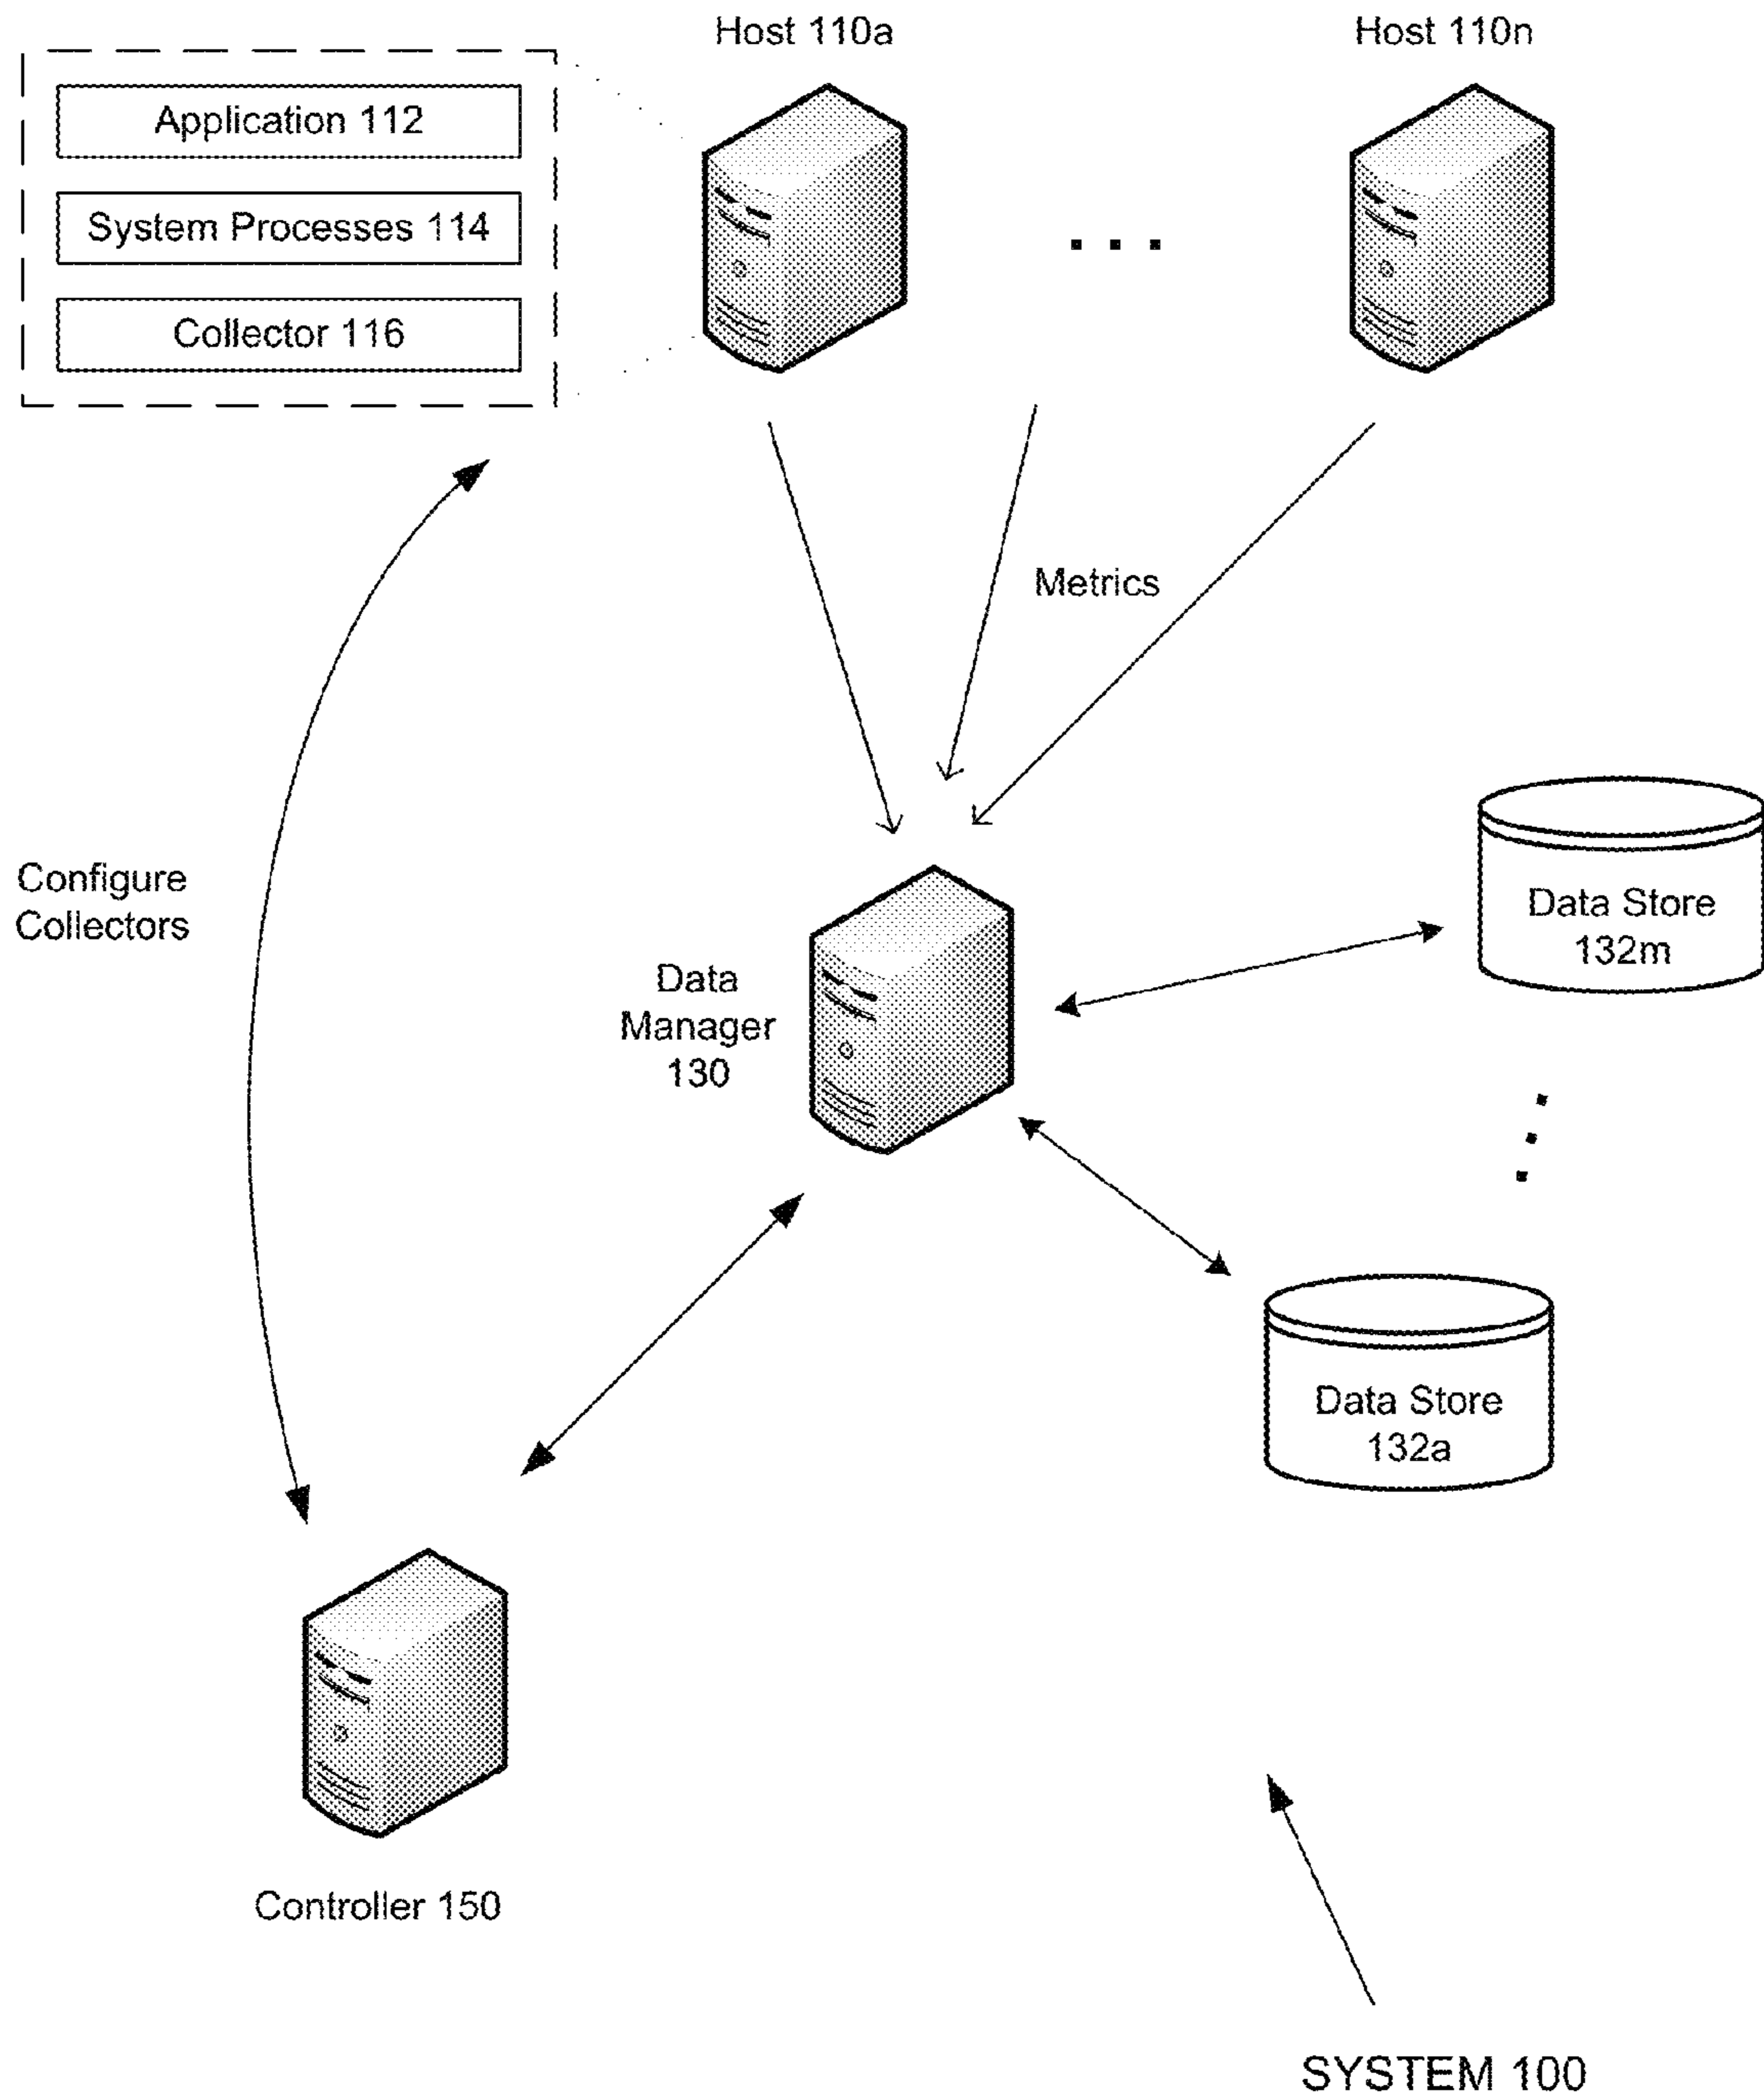 Host 110a
Host 110n
Application 112
System Processes 114
Collector 116
Metrics
Configure
Collectors
Data
Manager
130
Data Store
132m
Data Store
132a
Controller 150
SYSTEM 100